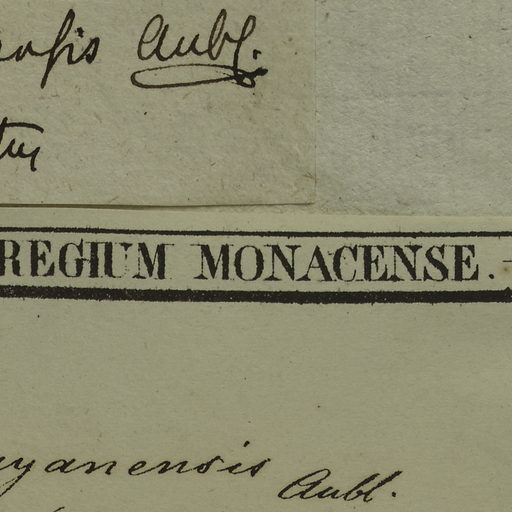 Aubl.
REGIUM MONACENSE.
yanensis Aubl.